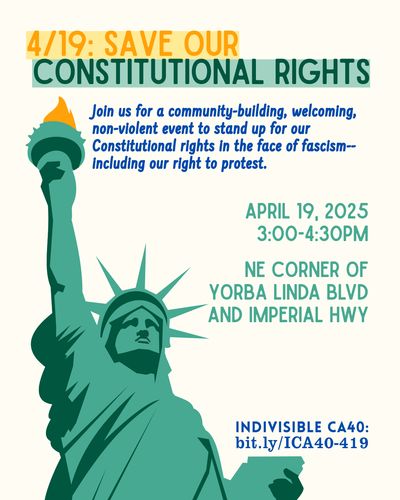 4/19: SAVE OUR
CONSTITUTIONAL RIGHTS
Join us for a community-building, welcoming,
non-violent event to stand up for our
Constitutional rights in the face of fascism--
including our right to protest.
APRIL 19, 2025
3:00-4:30PM
NE CORNER OF
YORBA LINDA BLVD
AND IMPERIAL HWY
INDIVISIBLE CA40:
bit.ly/ICA40-419